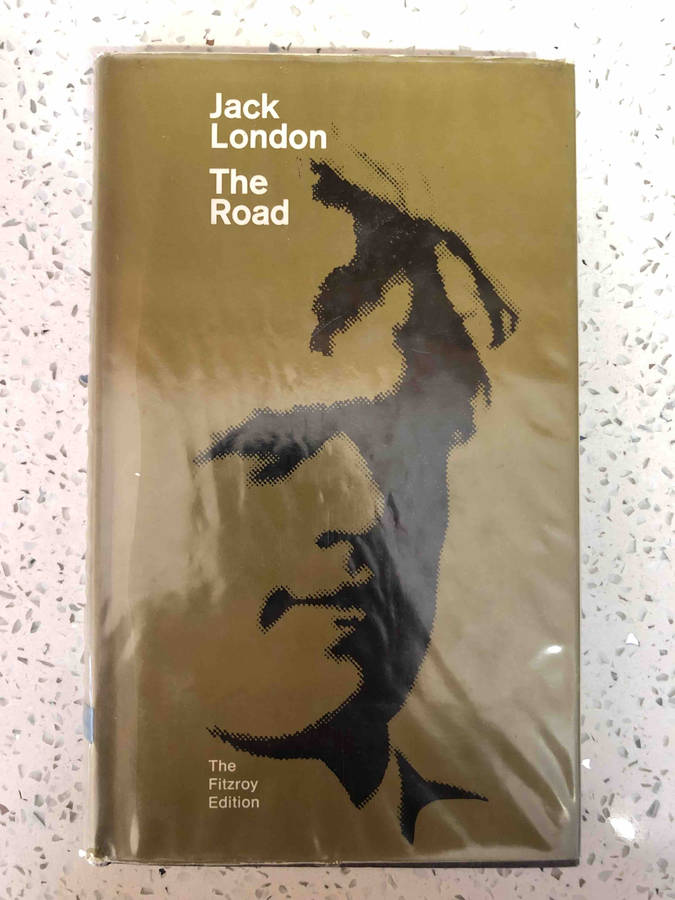 Jack
London
The
Road
The
Fitzroy
Edition